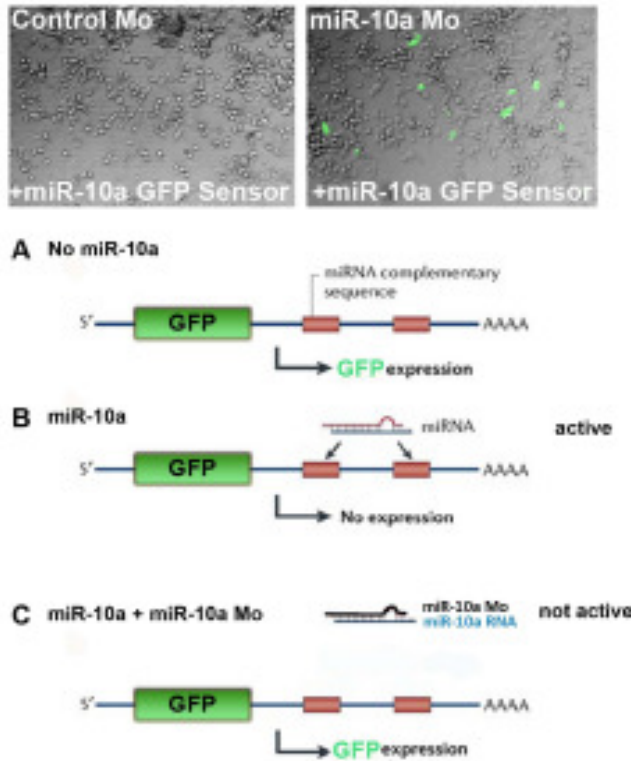 Control Mo
+miR-10a GFP Sensor
miR-10a Mo
+miR-10a GFP Sensor
A No miR-10a
miRNA complementary
sequence
5' GFP AAAA
GFP expression
B miR-10a
miRNA active
5' GFP AAAA
No expression
C miR-10a + miR-10a Mo
miR-10a Mo not active
miR-10a RNA
5' GFP AAAA
GFP expression